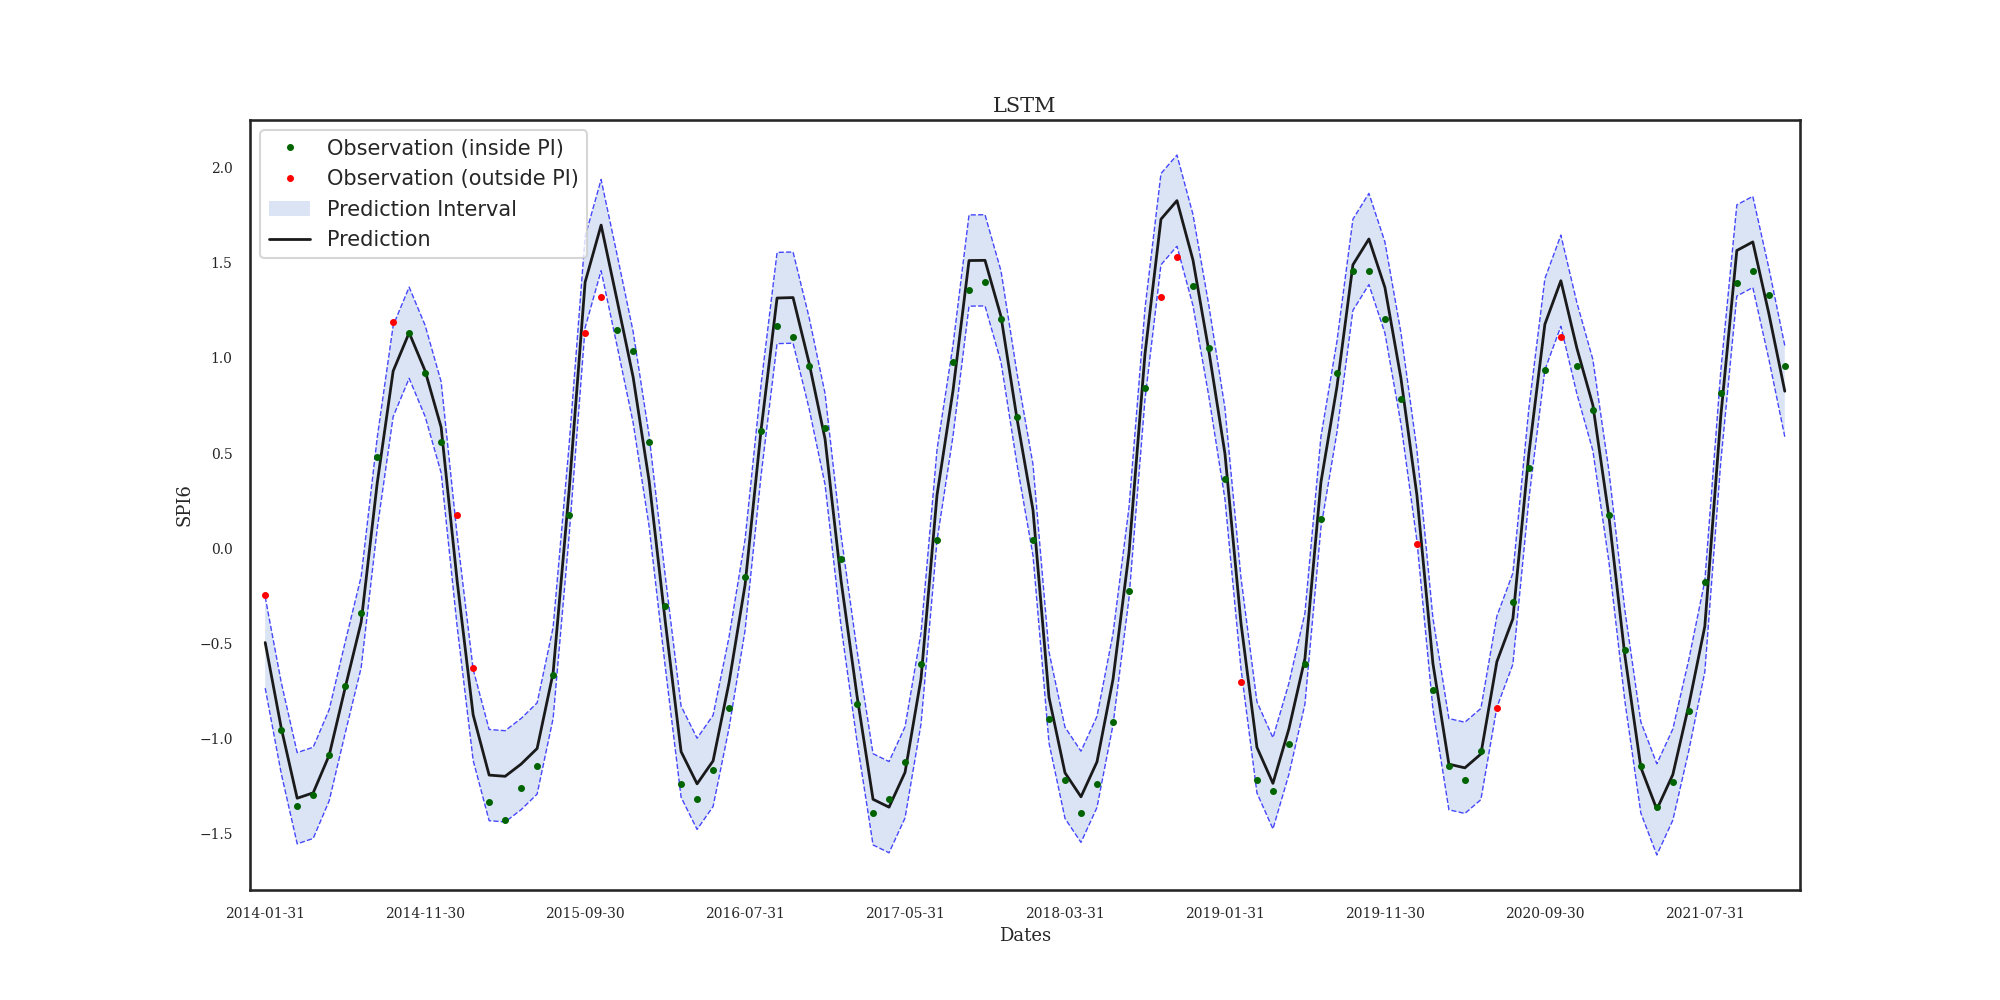 LSTM
Observation (inside PI)
Observation (outside PI)
Prediction Interval
Prediction
2.0
1.5
1.0
0.5
0.0
−0.5
−1.0
−1.5
SPI6
2014-01-31 2014-11-30 2015-09-30 2016-07-31 2017-05-31 2018-03-31 2019-01-31 2019-11-30 2020-09-30 2021-07-31
Dates